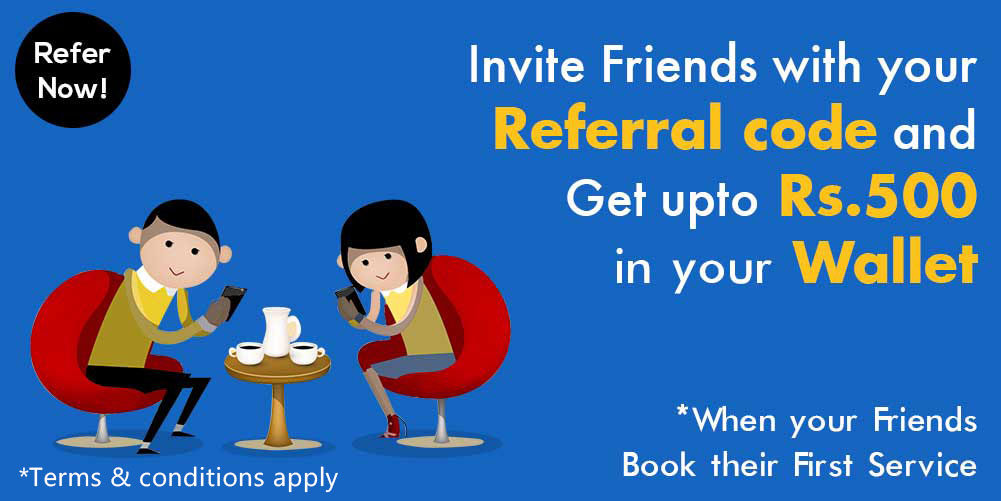 Refer
Now!
Invite Friends with your
Referral code and
Get upto Rs.500
in your Wallet
*When your Friends
Book their First Service
*Terms & conditions apply